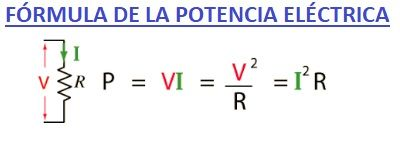 FÓRMULA DE LA POTENCIA ELÉCTRICA
I
V R P = VI = V²/R = I²R